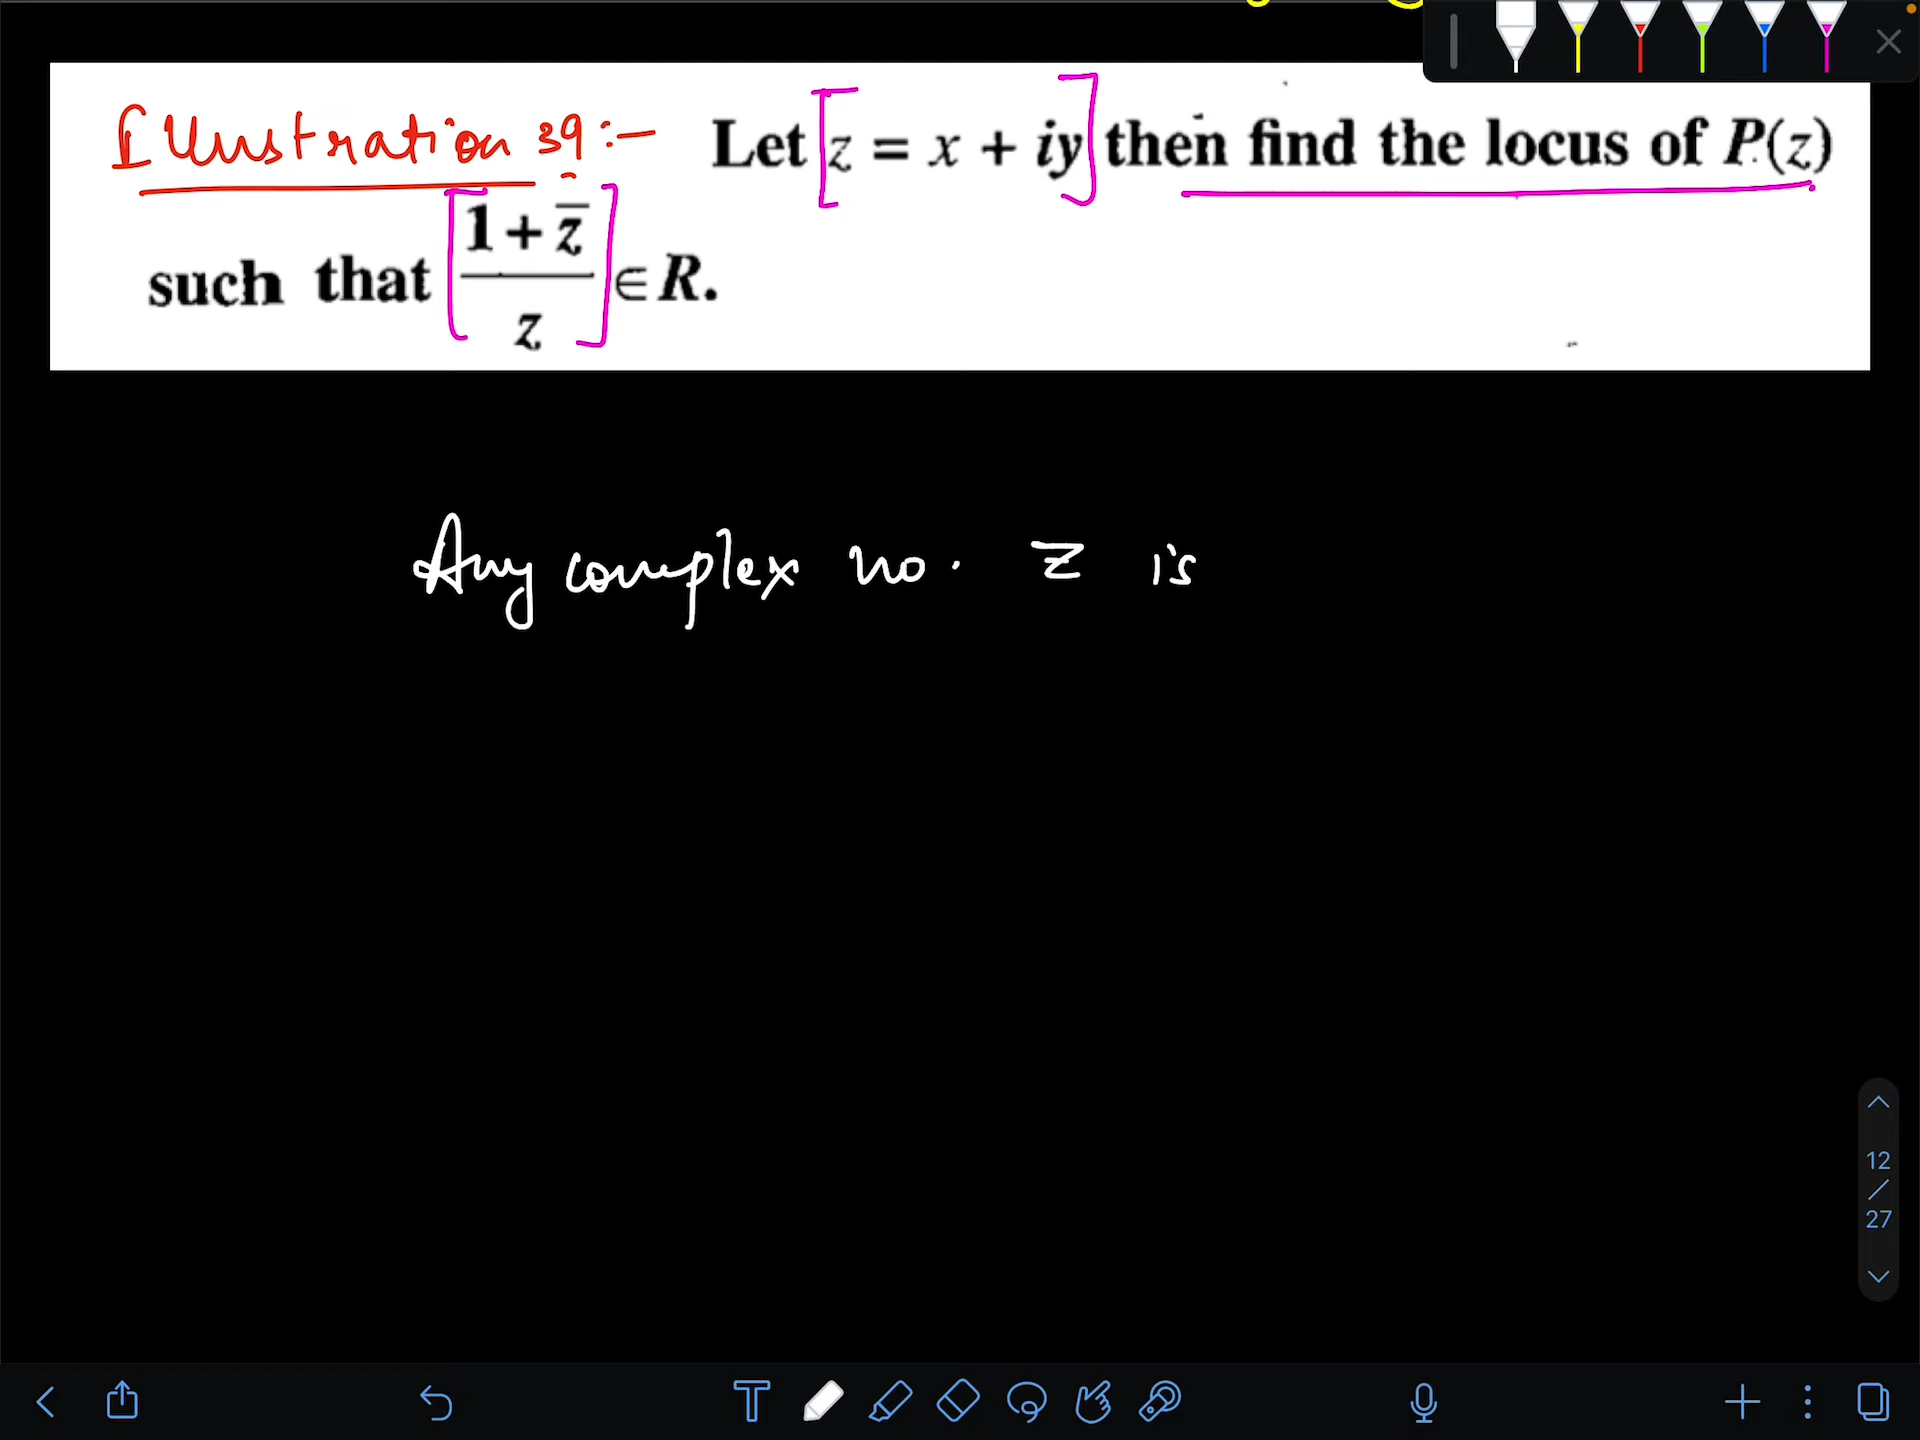 Illustration 39:- Let [z = x + iy] then find the locus of P(z)
such that [(1 + z̅)/z] ∈ R.
Any complex no. z is
12
/
27